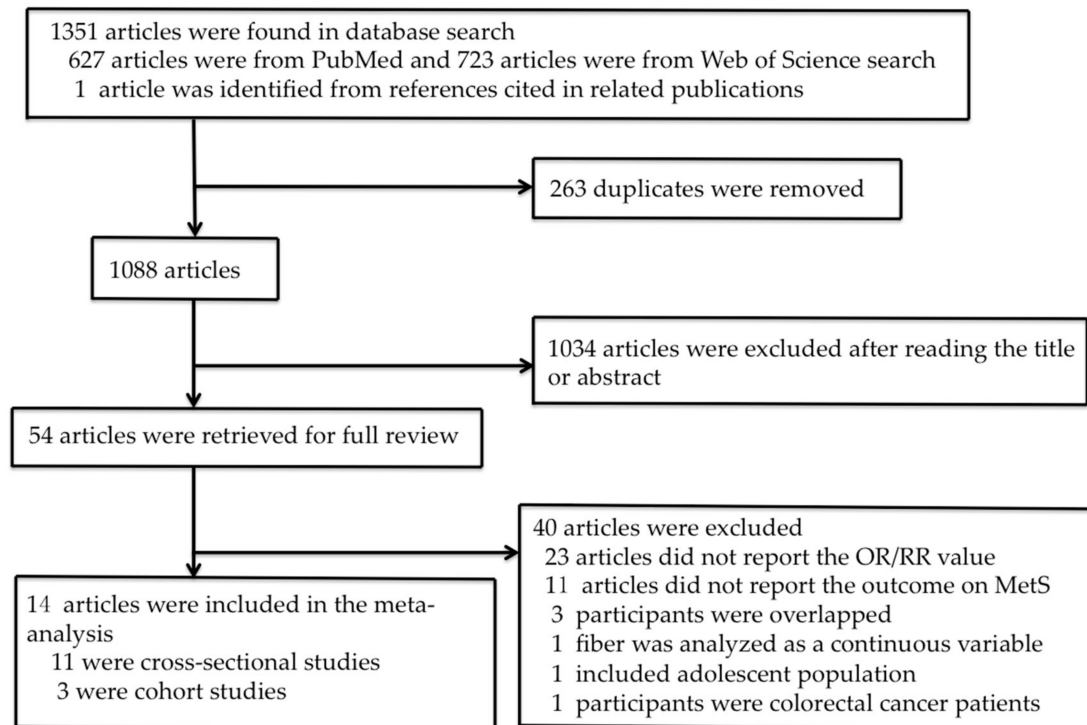 1351 articles were found in database search
627 articles were from PubMed and 723 articles were from Web of Science search
1 article was identified from references cited in related publications
263 duplicates were removed
1088 articles
1034 articles were excluded after reading the title
or abstract
54 articles were retrieved for full review
40 articles were excluded
23 articles did not report the OR/RR value
11 articles did not report the outcome on MetS
3 participants were overlapped
1 fiber was analyzed as a continuous variable
1 included adolescent population
1 participants were colorectal cancer patients
14 articles were included in the meta-
analysis
11 were cross-sectional studies
3 were cohort studies